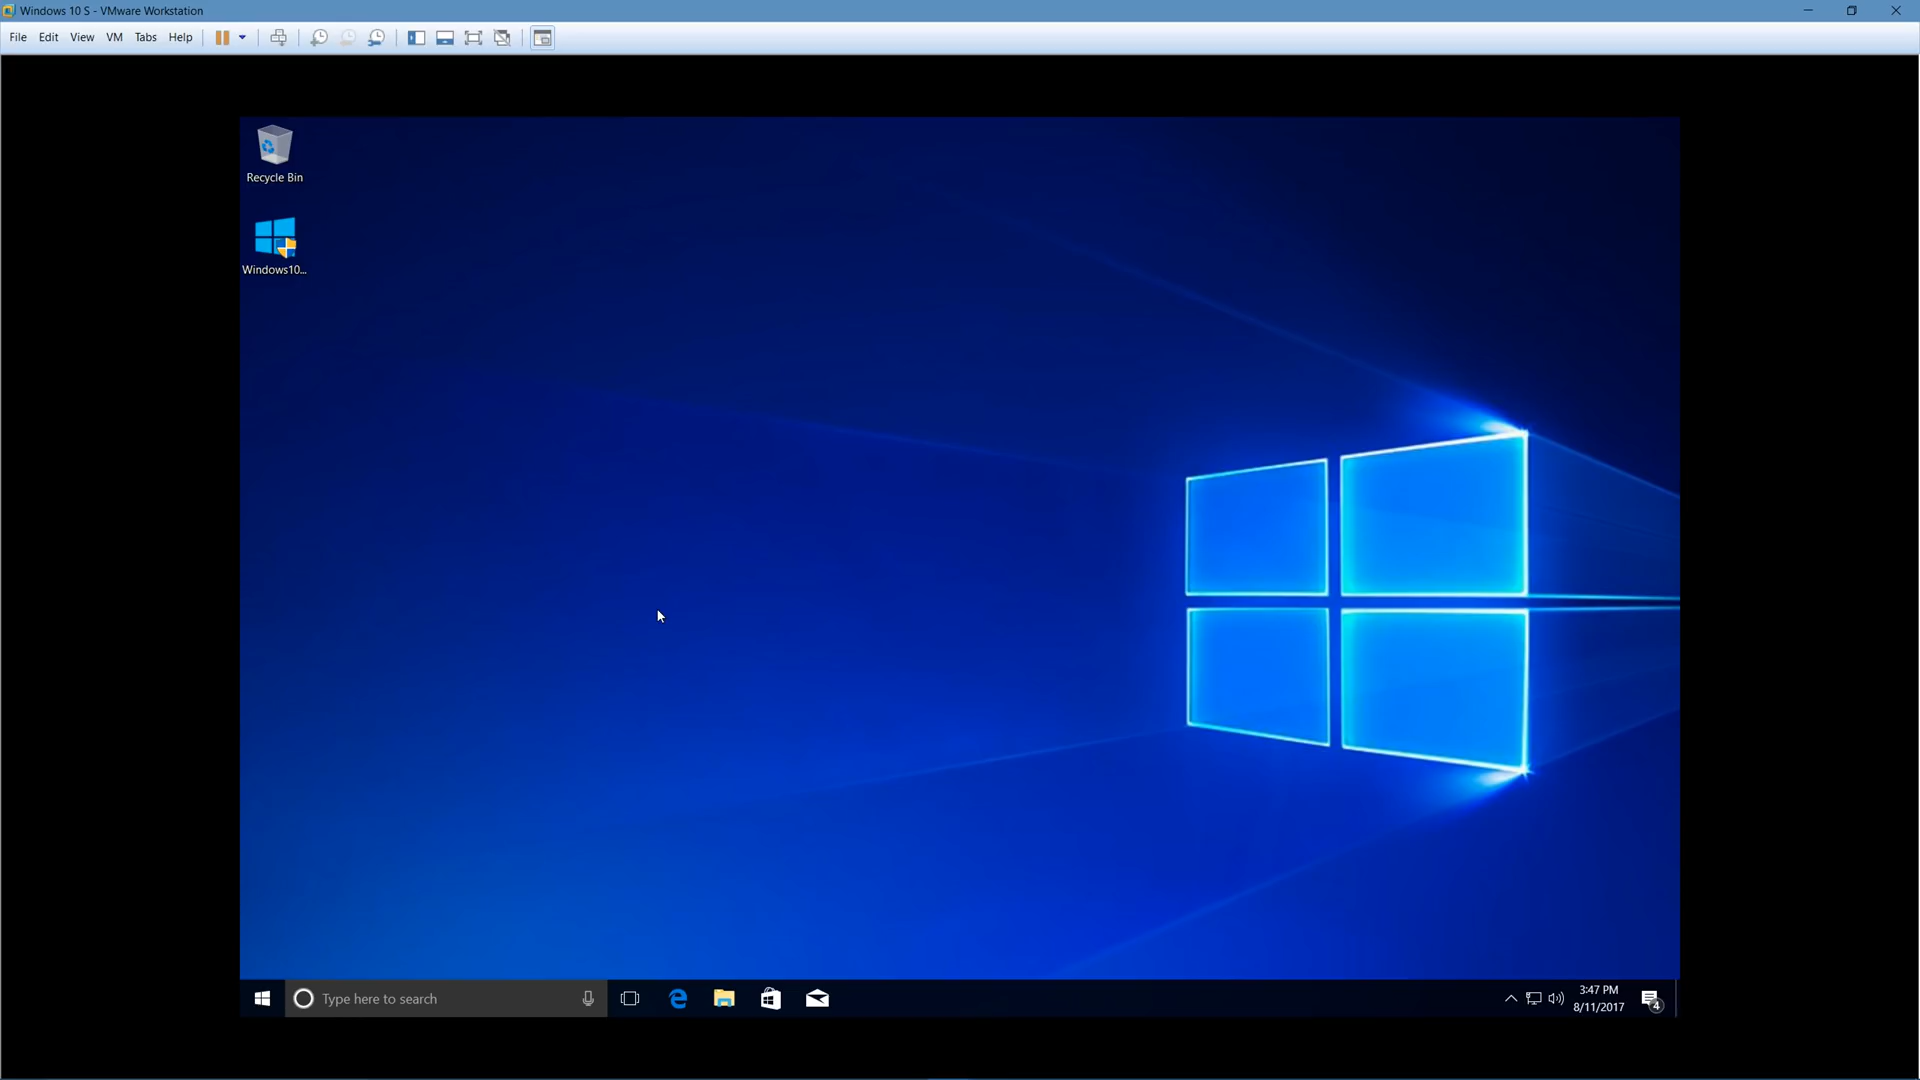 Windows 10 S - VMware Workstation
File Edit View VM Tabs Help
Recycle Bin
Windows10...
Type here to search
3:47 PM
8/11/2017
4